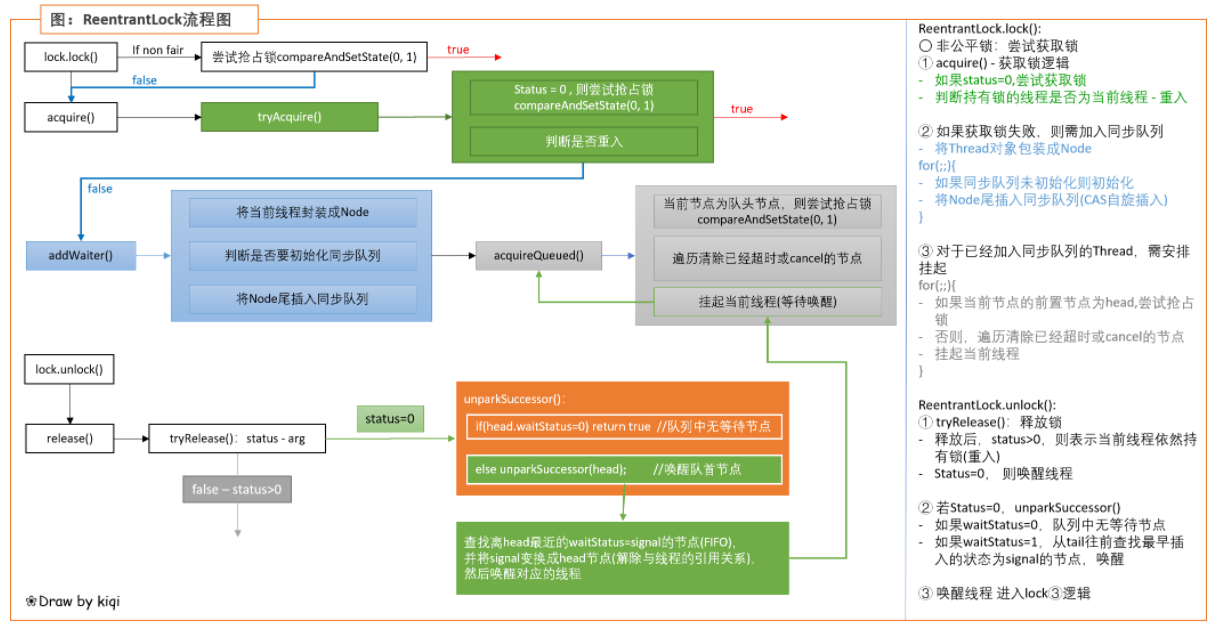 图：ReentrantLock流程图
lock.lock()
If non fair
尝试抢占锁compareAndSetState(0, 1)
true
false
acquire()
tryAcquire()
Status = 0 , 则尝试抢占锁
compareAndSetState(0, 1)
判断是否重入
true
false
addWaiter()
将当前线程封装成Node
判断是否要初始化同步队列
将Node尾插入同步队列
acquireQueued()
当前节点为队头节点，则尝试抢占锁
compareAndSetState(0, 1)
遍历清除已经超时或cancel的节点
挂起当前线程(等待唤醒)
lock.unlock()
release()
tryRelease()：status - arg
status=0
false – status>0
unparkSuccessor()：
if(head.waitStatus=0) return true //队列中无等待节点
else unparkSuccessor(head); //唤醒队首节点
查找离head最近的waitStatus=signal的节点(FIFO),
并将signal变换成head节点(解除与线程的引用关系),
然后唤醒对应的线程
❀Draw by kiqi
ReentrantLock.lock():
〇 非公平锁：尝试获取锁
① acquire() - 获取锁逻辑
- 如果status=0,尝试获取锁
- 判断持有锁的线程是否为当前线程 - 重入
② 如果获取锁失败，则需加入同步队列
- 将Thread对象包装成Node
for(;;){
- 如果同步队列未初始化则初始化
- 将Node尾插入同步队列(CAS自旋插入)
}
③ 对于已经加入同步队列的Thread，需安排
挂起
for(;;){
- 如果当前节点的前置节点为head,尝试抢占
锁
- 否则，遍历清除已经超时或cancel的节点
- 挂起当前线程
}
ReentrantLock.unlock():
① tryRelease()：释放锁
- 释放后，status>0，则表示当前线程依然持
有锁(重入)
- Status=0， 则唤醒线程
② 若Status=0，unparkSuccessor()
- 如果waitStatus=0，队列中无等待节点
- 如果waitStatus=1，从tail往前查找最早插
入的状态为signal的节点，唤醒
③ 唤醒线程 进入lock③逻辑